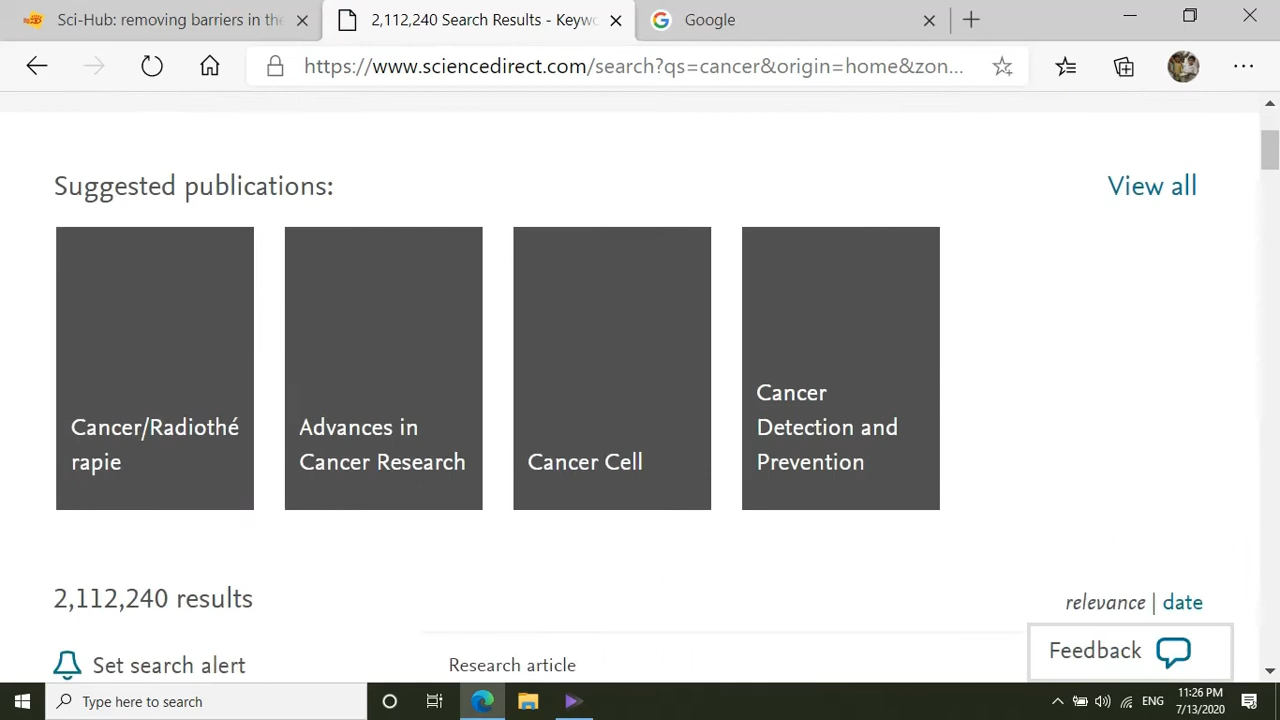 Sci-Hub: removing barriers in the
2,112,240 Search Results - Keywo
Google
https://www.sciencedirect.com/search?qs=cancer&origin=home&zon...
Suggested publications:
View all
Cancer/Radiothé
rapie
Advances in
Cancer Research
Cancer Cell
Cancer
Detection and
Prevention
2,112,240 results
relevance | date
Set search alert
Research article
Feedback
Type here to search
ENG
11:26 PM
7/13/2020